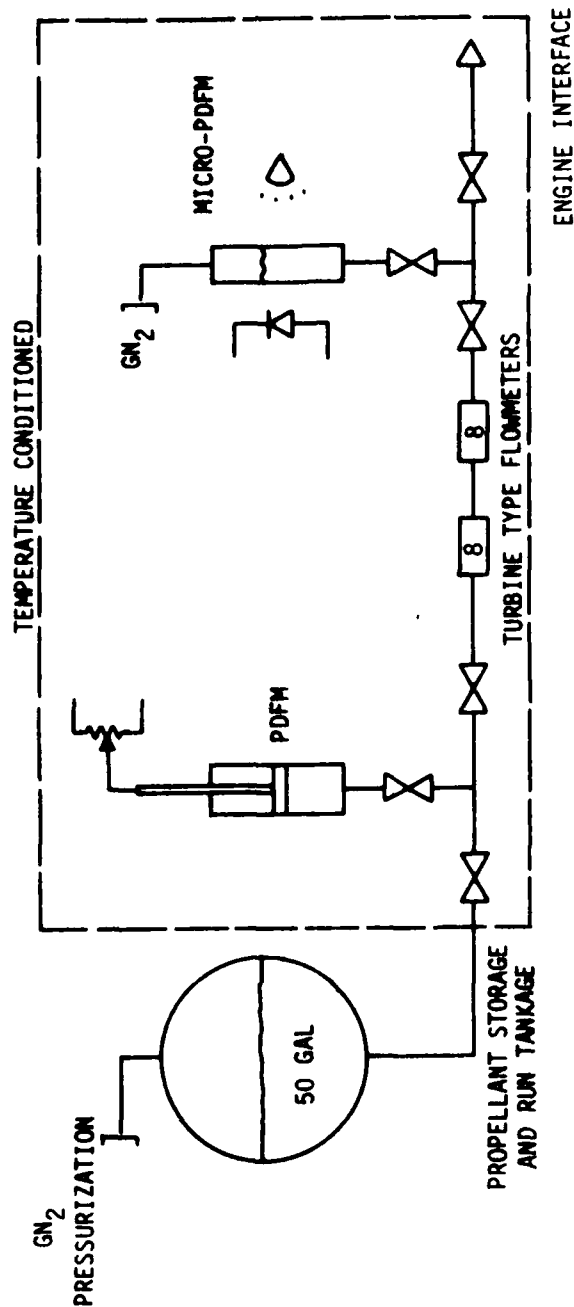 GN2
PRESSURIZATION
50 GAL
PROPELLANT STORAGE
AND RUN TANKAGE
TEMPERATURE CONDITIONED
PDFM
8
8
TURBINE TYPE FLOWMETERS
GN2
MICRO-PDFM
ENGINE INTERFACE